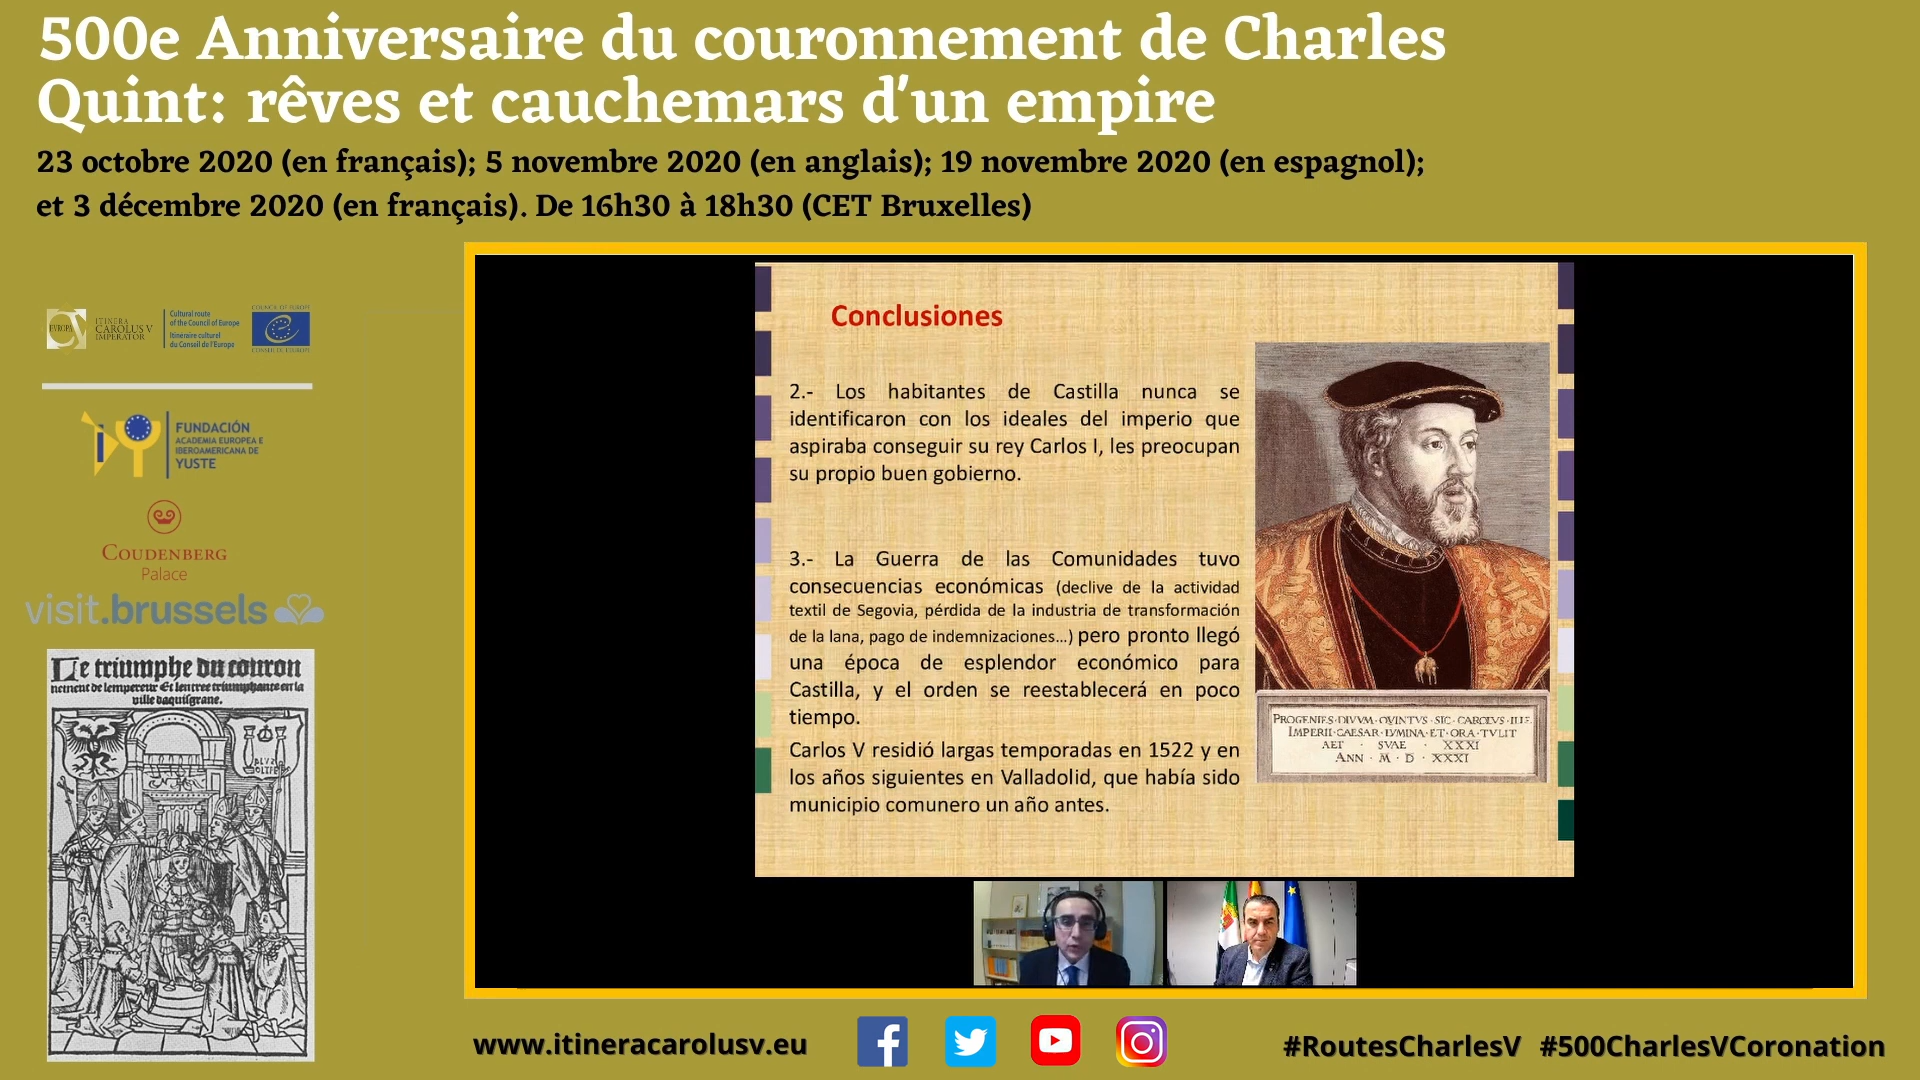 500e Anniversaire du couronnement de Charles
Quint: rêves et cauchemars d'un empire
23 octobre 2020 (en français); 5 novembre 2020 (en anglais); 19 novembre 2020 (en espagnol);
et 3 décembre 2020 (en français). De 16h30 à 18h30 (CET Bruxelles)
EVROPA
ITINERA
CAROLUS V
IMPERATOR
Cultural route
of the Council of Europe
Itinéraire culturel
du Conseil de l'Europe
COUNCIL OF EUROPE
CONSEIL DE L'EUROPE
FUNDACIÓN
ACADEMIA EUROPEA E
IBEROAMERICANA DE
YUSTE
COUDENBERG
Palace
visit.brussels
Le triumphe du couron
nement de lempereur Et lentree triumphante en la
ville daquisgrane.
Conclusiones
2.- Los habitantes de Castilla nunca se
identificaron con los ideales del imperio que
aspiraba conseguir su rey Carlos I, les preocupan
su propio buen gobierno.
3.- La Guerra de las Comunidades tuvo
consecuencias económicas (declive de la actividad
textil de Segovia, pérdida de la industria de transformación
de la lana, pago de indemnizaciones...) pero pronto llegó
una época de esplendor económico para
Castilla, y el orden se reestablecerá en poco
tiempo.
Carlos V residió largas temporadas en 1522 y en
los años siguientes en Valladolid, que había sido
municipio comunero un año antes.
PROGENIES·DIVVM·QVINTVS·SIC·CAROLVS·ILLE
IMPERII·CAESAR·LVMINA·ET·ORA·TVLIT
AET · SVAE · XXXI
ANN · M · D · XXXI
www.itineracarolusv.eu
#RoutesCharlesV #500CharlesVCoronation